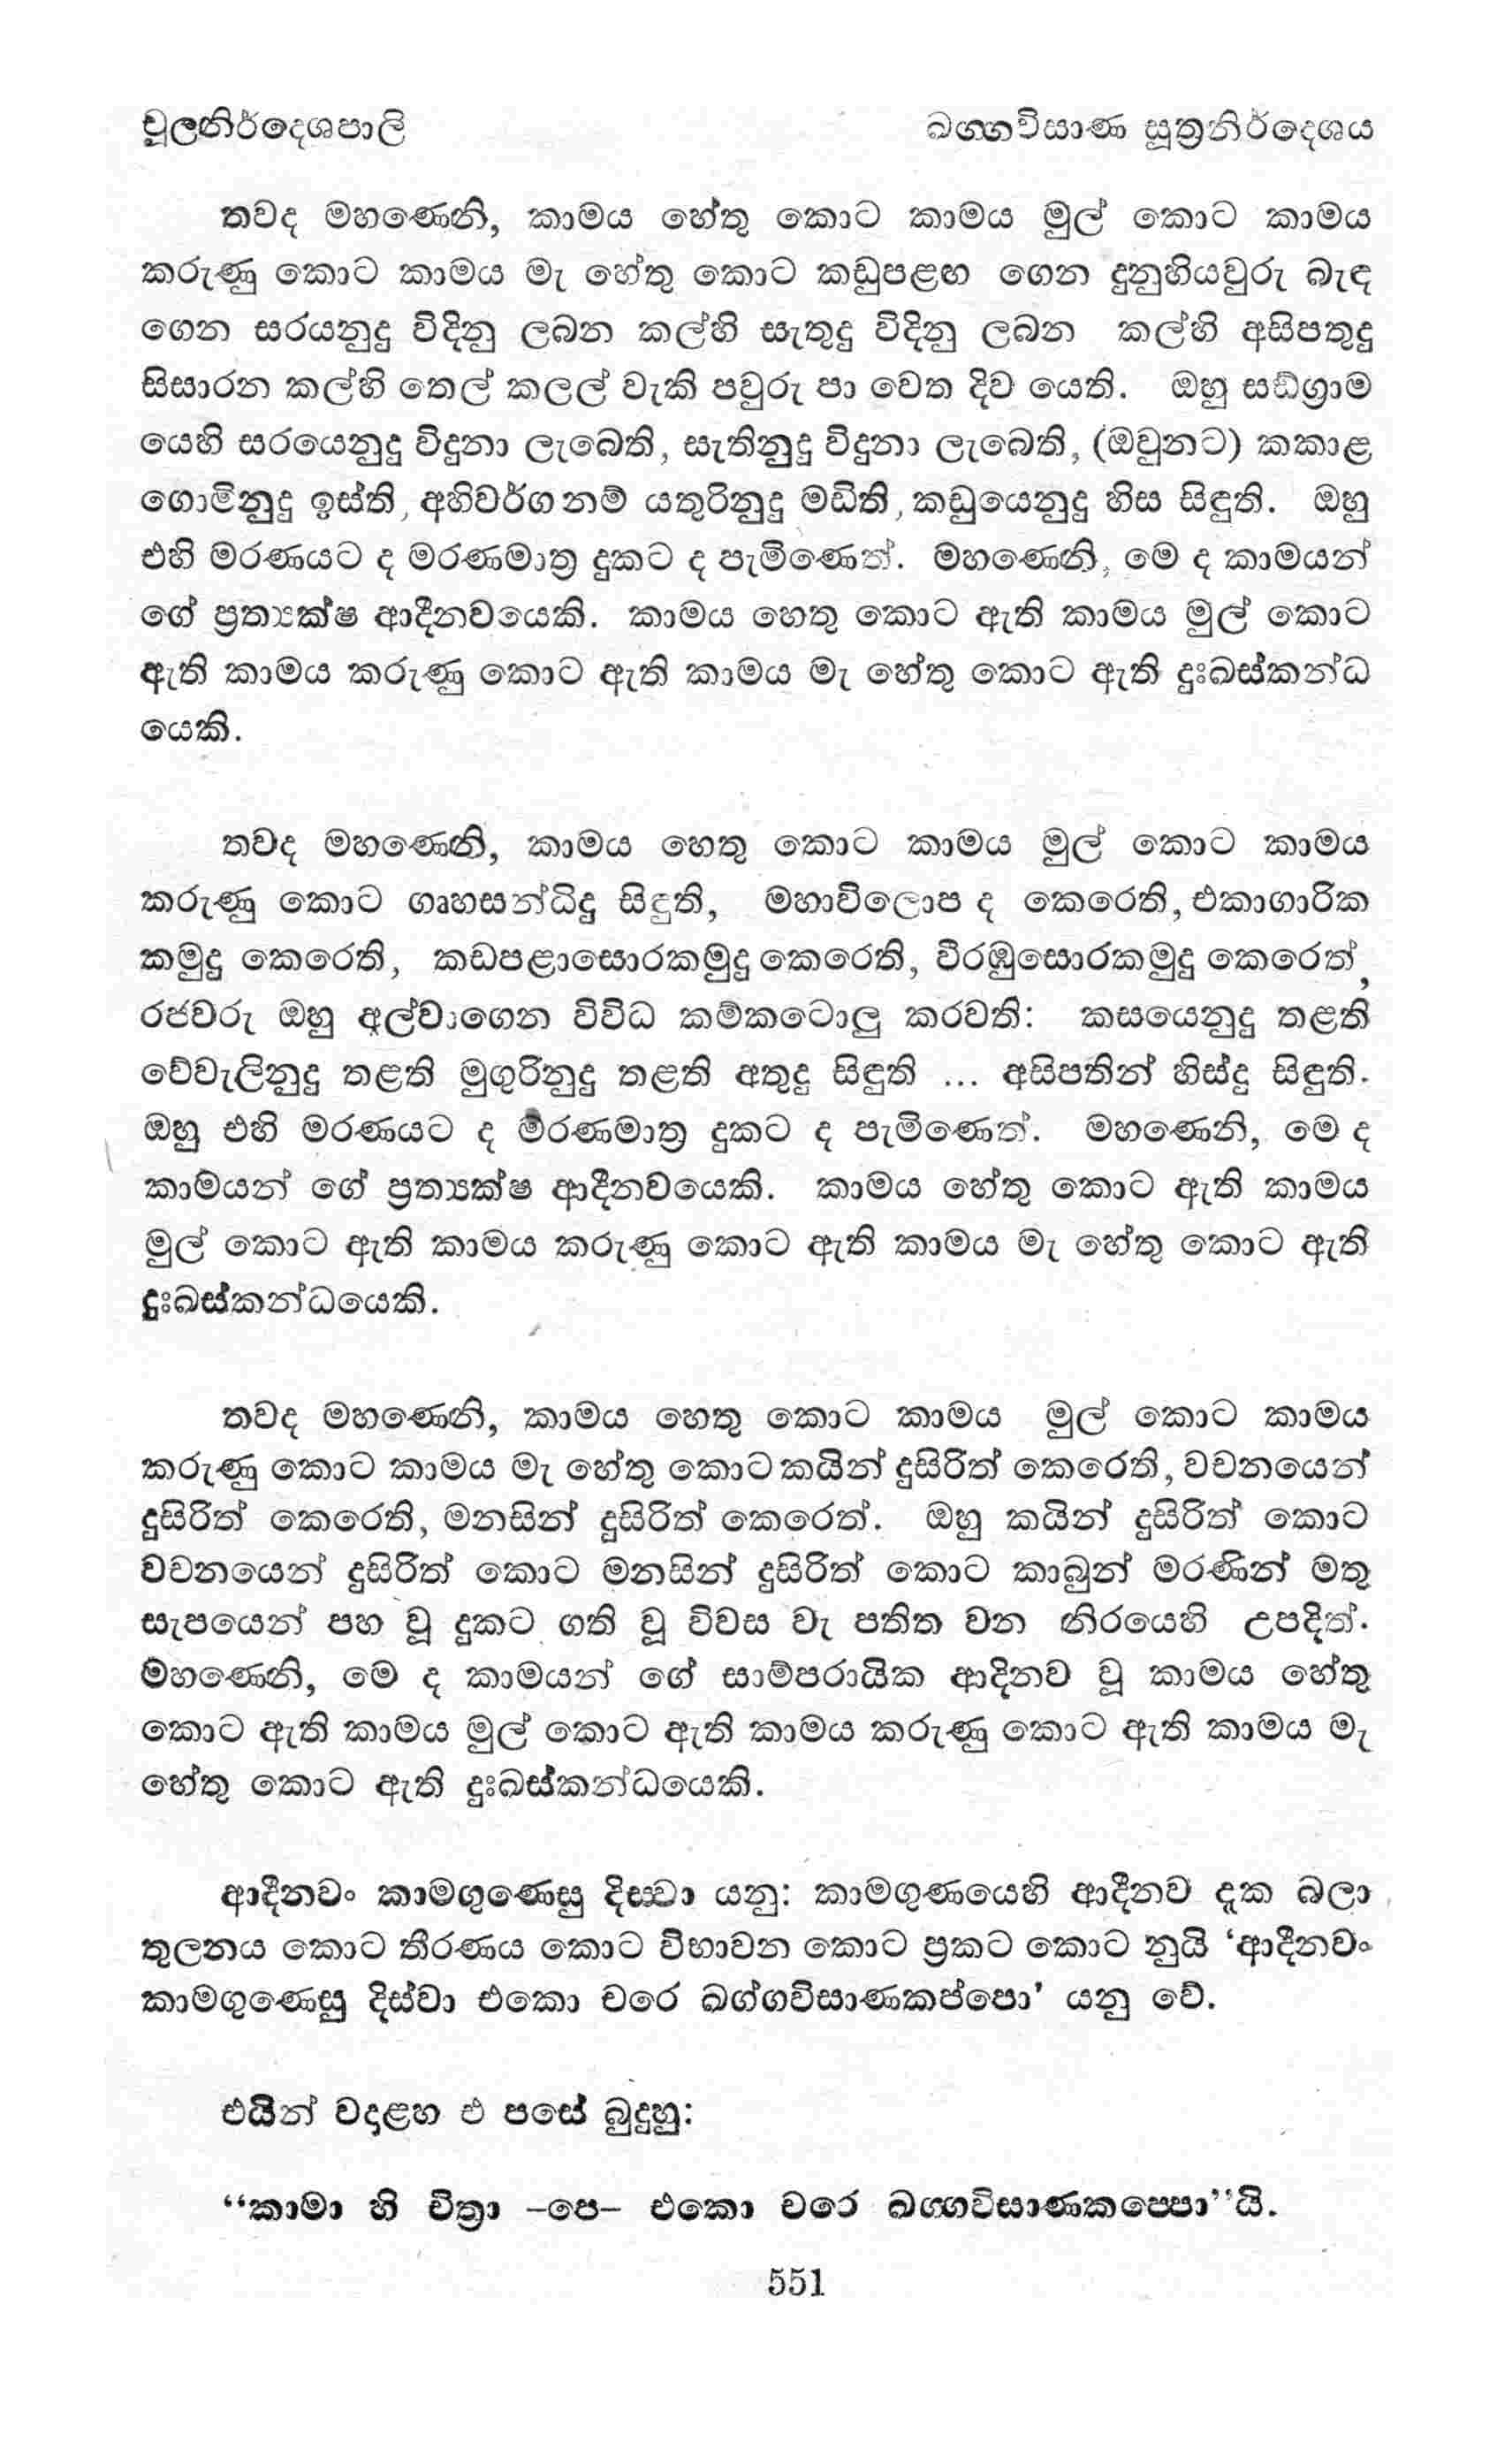 චූලනිර්දෙශපාලි ඛග්ගවිසාණ සූත්‍රනිර්දෙශය
තවද මහණෙනි, කාමය හේතු කොට කාමය මුල් කොට කාමය
කරුණු කොට කාමය මැ හේතු කොට කඩුපළඟ ගෙන දුනුහියවුරු බැඳ
ගෙන සරයනුදු විදිනු ලබන කල්හි සැතුදු විදිනු ලබන කල්හි අසිපතුදු
සිසාරන කල්හි තෙල් කලල් වැකි පවුරු පා වෙත දිව යෙති. ඔහු සඞ්ග්‍රාම
යෙහි සරයෙනුදු විදුනා ලැබෙති, සැතිනුදු විදුනා ලැබෙති, (ඔවුනට) කකාළ
ගොමිනුදු ඉස්ති, අහිවර්ග නම් යතුරිනුදු මඩිති, කඩුයෙනුදු හිස සිඳුති. ඔහු
එහි මරණයට ද මරණමාත්‍ර දුකට ද පැමිණෙත්. මහණෙනි, මෙ ද කාමයන්
ගේ ප්‍රත්‍යක්ෂ ආදීනවයෙකි. කාමය හෙතු කොට ඇති කාමය මුල් කොට
ඇති කාමය කරුණු කොට ඇති කාමය මැ හේතු කොට ඇති දුඃඛස්කන්ධ
යෙකි.
තවද මහණෙනි, කාමය හෙතු කොට කාමය මුල් කොට කාමය
කරුණු කොට ගෘහසන්ධිදු සිඳුති, මහාවිලොප ද කෙරෙති, එකාගාරික
කමුදු කෙරෙති, කඩපළාසොරකමුදු කෙරෙති, වීරඹුසොරකමුදු කෙරෙත්,
රජවරු ඔහු අල්වාගෙන විවිධ කම්කටොලු කරවති: කසයෙනුදු තළති
වේවැලිනුදු තළති මුගුරිනුදු තළති අතුදු සිඳුති ... අසිපතින් හිස්දු සිඳුති.
ඔහු එහි මරණයට ද මරණමාත්‍ර දුකට ද පැමිණෙත්. මහණෙනි, මෙ ද
කාමයන් ගේ ප්‍රත්‍යක්ෂ ආදීනවයෙකි. කාමය හේතු කොට ඇති කාමය
මුල් කොට ඇති කාමය කරුණු කොට ඇති කාමය මැ හේතු කොට ඇති
දුඃඛස්කන්ධයෙකි.
තවද මහණෙනි, කාමය හෙතු කොට කාමය මුල් කොට කාමය
කරුණු කොට කාමය මැ හේතු කොට කයින් දුසිරිත් කෙරෙති, වචනයෙන්
දුසිරිත් කෙරෙති, මනසින් දුසිරිත් කෙරෙත්. ඔහු කයින් දුසිරිත් කොට
වචනයෙන් දුසිරිත් කොට මනසින් දුසිරිත් කොට කාබුන් මරණින් මතු
සැපයෙන් පහ වූ දුකට ගති වූ විවස වැ පතිත වන නිරයෙහි උපදිත්.
මහණෙනි, මෙ ද කාමයන් ගේ සාම්පරායික ආදිනව වූ කාමය හේතු
කොට ඇති කාමය මුල් කොට ඇති කාමය කරුණු කොට ඇති කාමය මැ
හේතු කොට ඇති දුඃඛස්කන්ධයෙකි.
ආදීනවං කාමගුණෙසු දිස්වා යනු: කාමගුණයෙහි ආදීනව දැක බලා
තුලනය කොට තීරණය කොට විභාවන කොට ප්‍රකට කොට නුයි ‘ආදීනවං
කාමගුණෙසු දිස්වා එකො චරෙ ඛග්ගවිසාණකප්පො’ යනු වේ.
එයින් වදාළහ එ පසේ බුදුහු:
“කාමා හි චිත්‍රා –පෙ– එකො චරෙ ඛග්ගවිසාණකප්පො”යි.
551